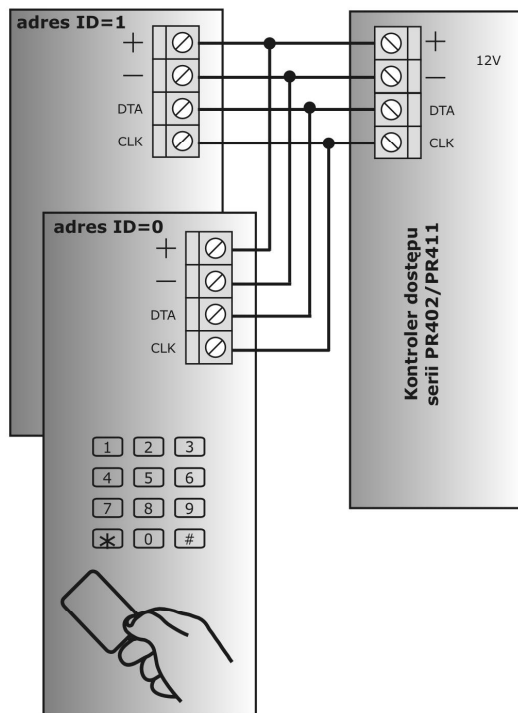 adres ID=1
+
—
DTA
CLK
+
—
DTA
CLK
12V
adres ID=0
+
—
DTA
CLK
Kontroler dostępu
serii PR402/PR411
1 2 3
4 5 6
7 8 9
* 0 #